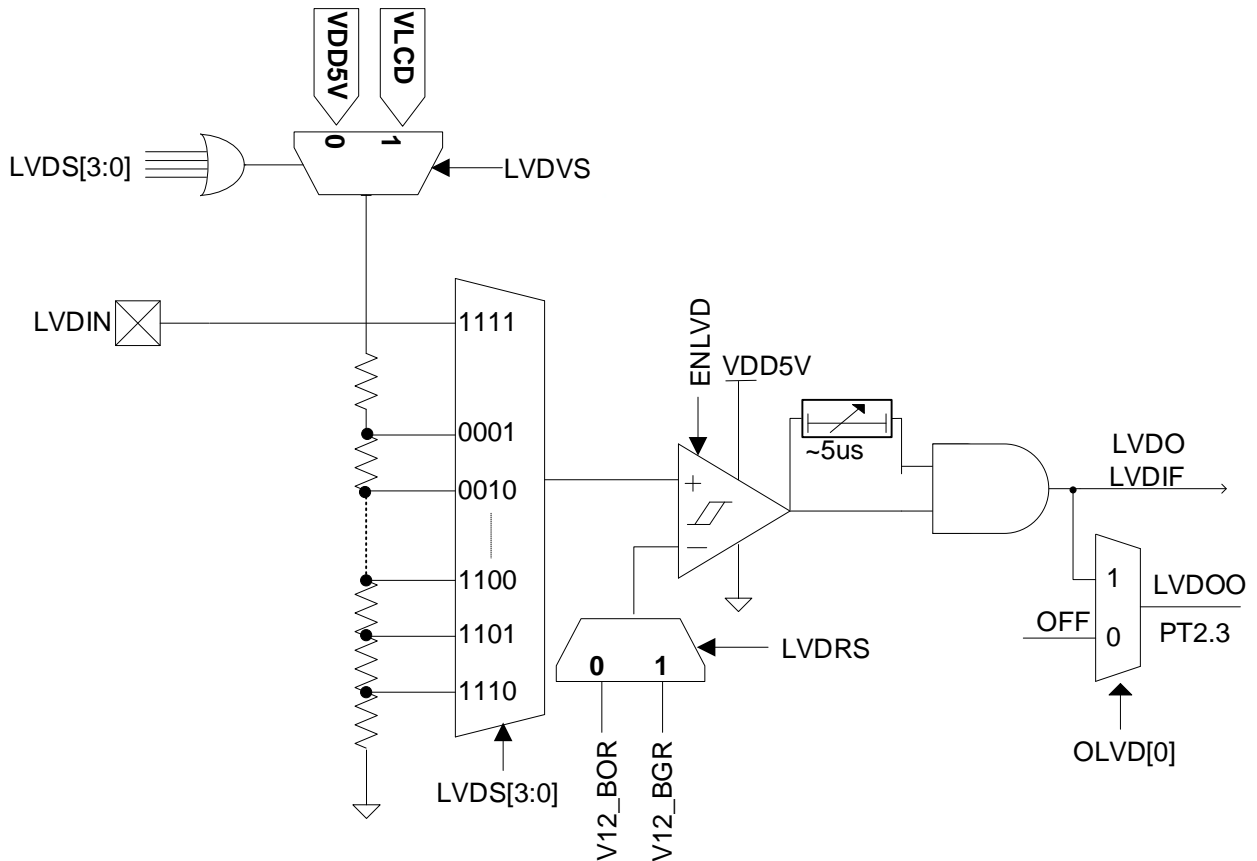 VDD5V
VLCD
0
1
LVDS[3:0]
LVDVS
LVDIN
1111
0001
0010
1100
1101
1110
LVDS[3:0]
ENLVD
VDD5V
+
−
~5us
LVDO
LVDIF
1
0
LVDOO
PT2.3
OFF
OLVD[0]
0
1
LVDRS
V12_BOR
V12_BGR